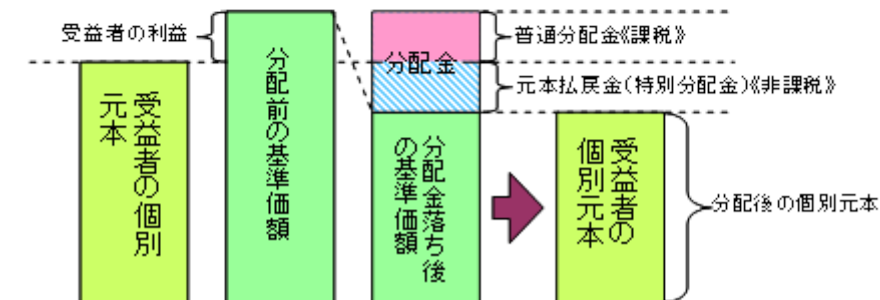 受益者の利益
受益者の個別
元本
分配前の基準価額
分配金
分配金落ち後
の基準価額
普通分配金《課税》
元本払戻金(特別分配金)《非課税》
受益者の
個別元本
分配後の個別元本